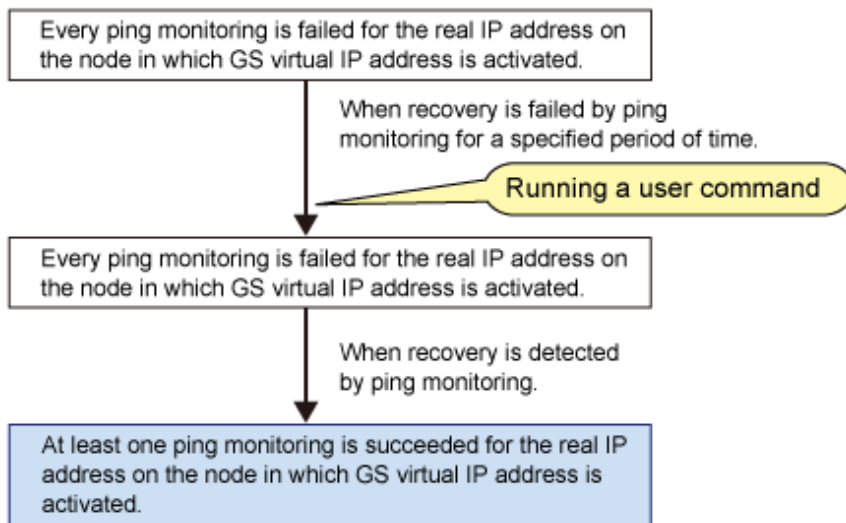 Every ping monitoring is failed for the real IP address on
the node in which GS virtual IP address is activated.
When recovery is failed by ping
monitoring for a specified period of time.
Running a user command
Every ping monitoring is failed for the real IP address on
the node in which GS virtual IP address is activated.
When recovery is detected
by ping monitoring.
At least one ping monitoring is succeeded for the real IP
address on the node in which GS virtual IP address is
activated.